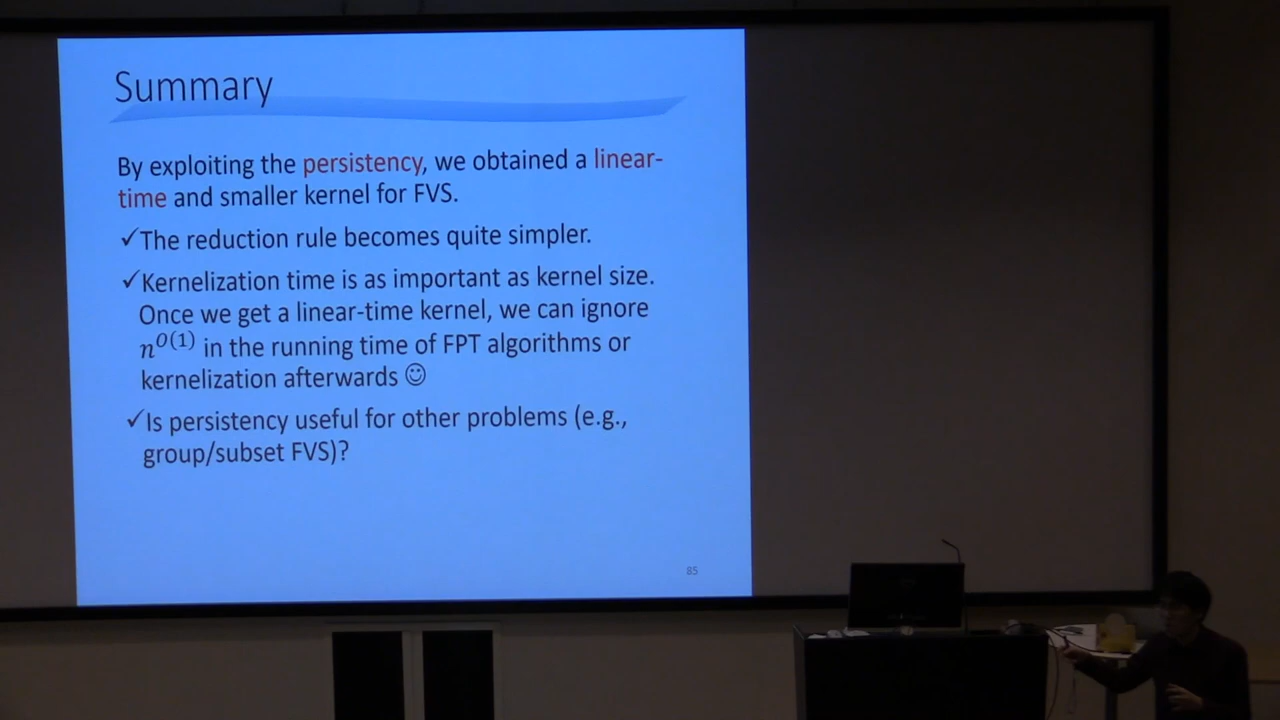 Summary
By exploiting the persistency, we obtained a linear-
time and smaller kernel for FVS.
✓The reduction rule becomes quite simpler.
✓Kernelization time is as important as kernel size.
Once we get a linear-time kernel, we can ignore
n^{O(1)} in the running time of FPT algorithms or
kernelization afterwards ☺
✓Is persistency useful for other problems (e.g.,
group/subset FVS)?
85